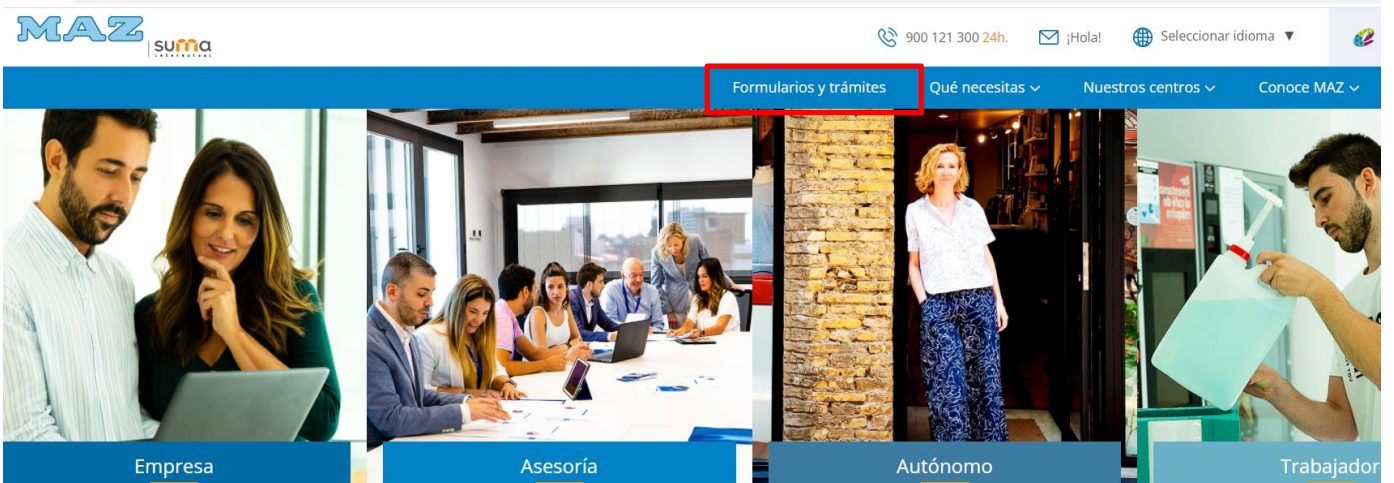 MAZ
suma
900 121 300 24h.
¡Hola!
Seleccionar idioma ▼
Formularios y trámites
Qué necesitas
Nuestros centros
Conoce MAZ
Empresa
Asesoría
Autónomo
Trabajador